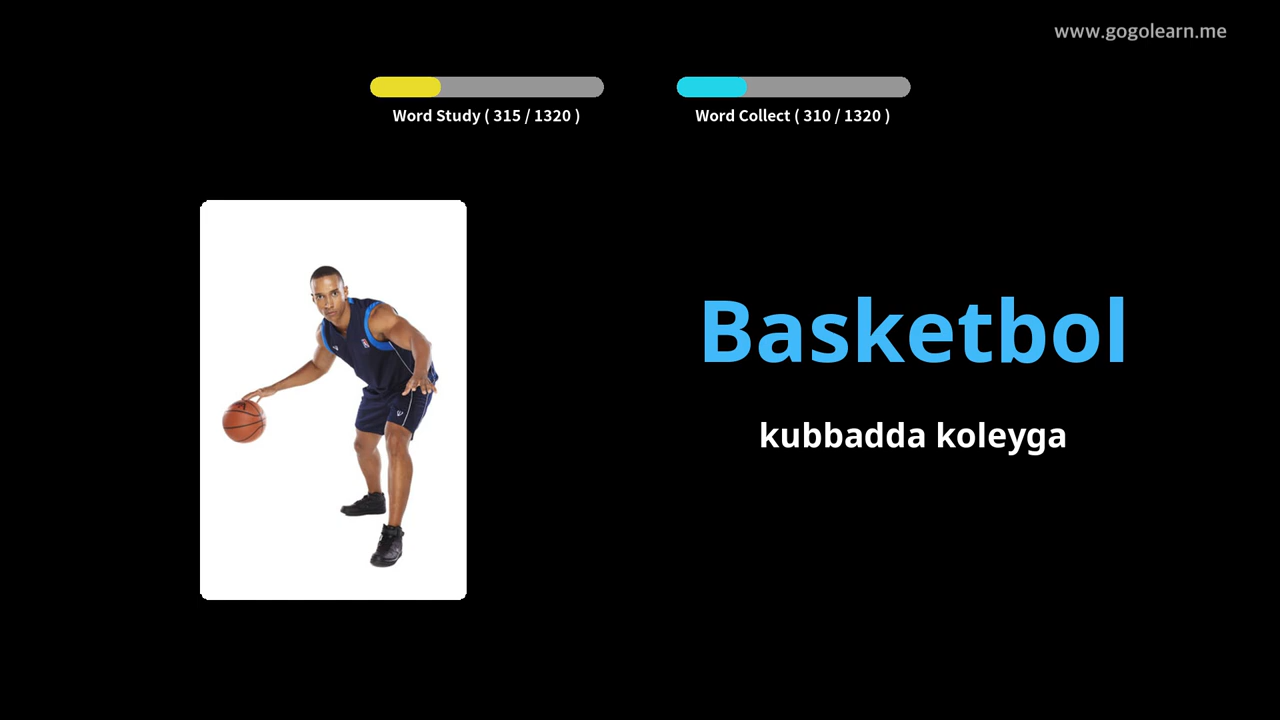 www.gogolearn.me
Word Study ( 315 / 1320 )
Word Collect ( 310 / 1320 )
Basketbol
kubbadda koleyga